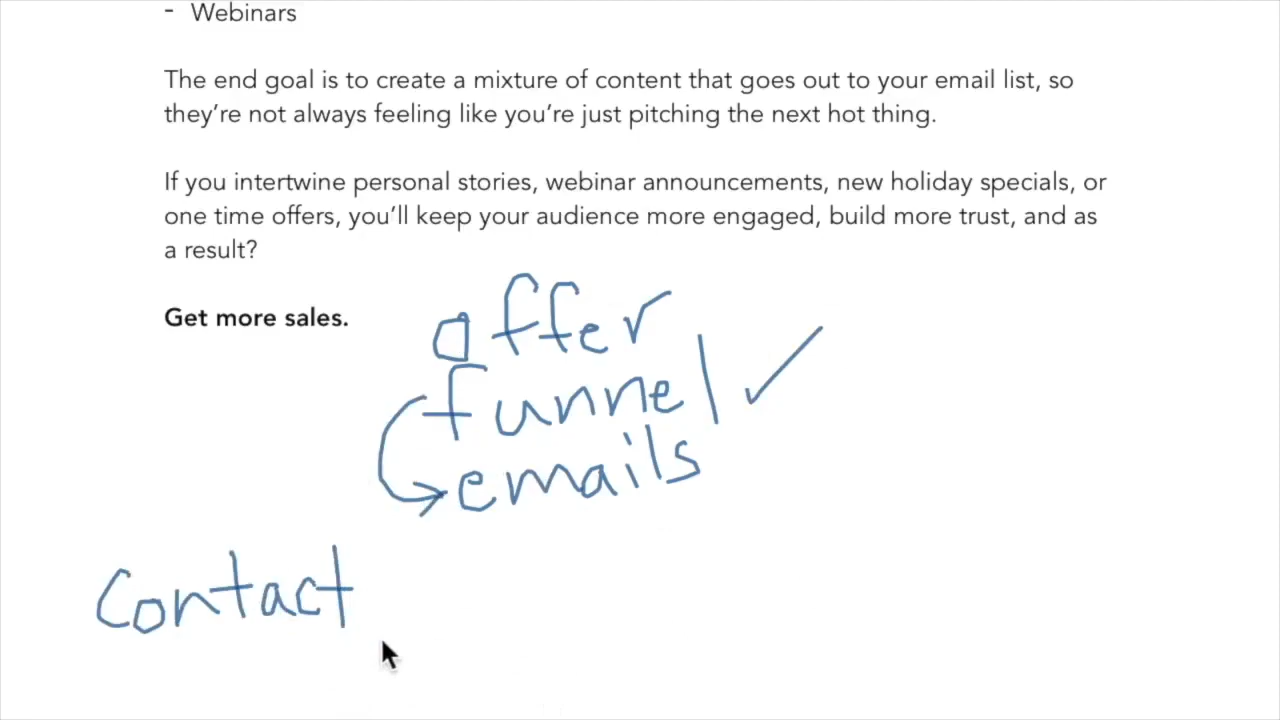 - Webinars
The end goal is to create a mixture of content that goes out to your email list, so
they're not always feeling like you're just pitching the next hot thing.
If you intertwine personal stories, webinar announcements, new holiday specials, or
one time offers, you'll keep your audience more engaged, build more trust, and as
a result?
Get more sales.
offer
funnel
emails
Contact